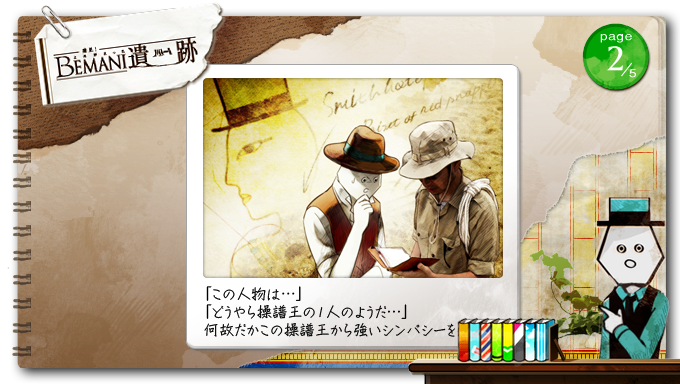 BEMANI遺跡
page
2/5
「この人物は…」
「どうやら操譜王の1人のようだ…」
何故だかこの操譜王から強いシンパシーを